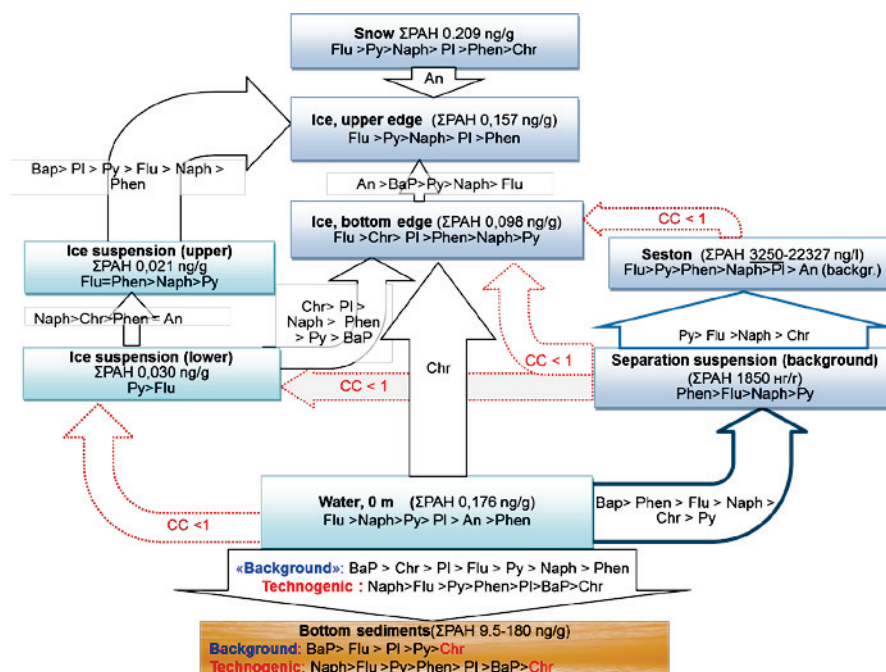 Snow ΣPAH 0.209 ng/g
Flu >Py>Naph> Pl >Phen>Chr
An
Ice, upper edge (ΣPAH 0,157 ng/g)
Flu >Py>Naph> Pl >Phen
Bap> Pl > Py > Flu > Naph >
Phen
An >BaP>Py>Naph> Flu
Ice, bottom edge (ΣPAH 0,098 ng/g)
Flu >Chr> Pl >Phen>Naph>Py
CC < 1
Ice suspension (upper)
ΣPAH 0,021 ng/g
Flu=Phen>Naph>Py
Seston (ΣPAH 3250-22327 ng/l)
Flu>Py>Phen>Naph>Pl > An (backgr.)
Naph>Chr>Phen = An
Chr> Pl >
Naph > Phen
> Py > BaP
Py> Flu >Naph > Chr
Ice suspension (lower)
ΣPAH 0,030 ng/g
Py>Flu
CC < 1
CC < 1
Chr
Separation suspension (background)
(ΣPAH 1850 нг/г)
Phen>Flu>Naph>Py
Water, 0 m (ΣPAH 0,176 ng/g)
Flu >Naph>Py> Pl > An >Phen
CC <1
Bap> Phen > Flu > Naph >
Chr > Py
«Background»: BaP > Chr > Pl > Flu > Py > Naph > Phen
Technogenic : Naph>Flu >Py>Phen>Pl>BaP>Chr
Bottom sediments(ΣPAH 9.5-180 ng/g)
Background: BaP> Flu > Pl >Py>Chr
Technogenic: Naph>Flu >Py>Phen> Pl >BaP>Chr